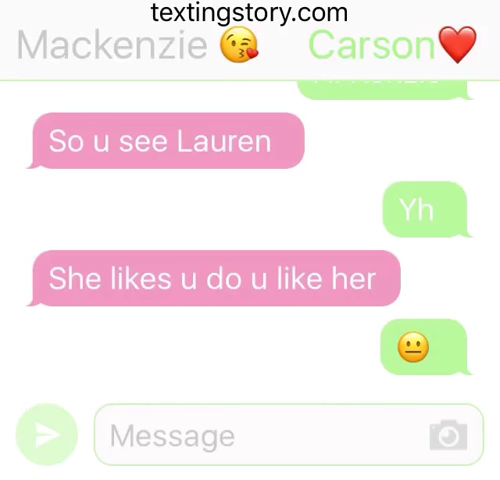 textingstory.com
Mackenzie 😘 Carson❤️
So u see Lauren
Yh
She likes u do u like her
😐
Message